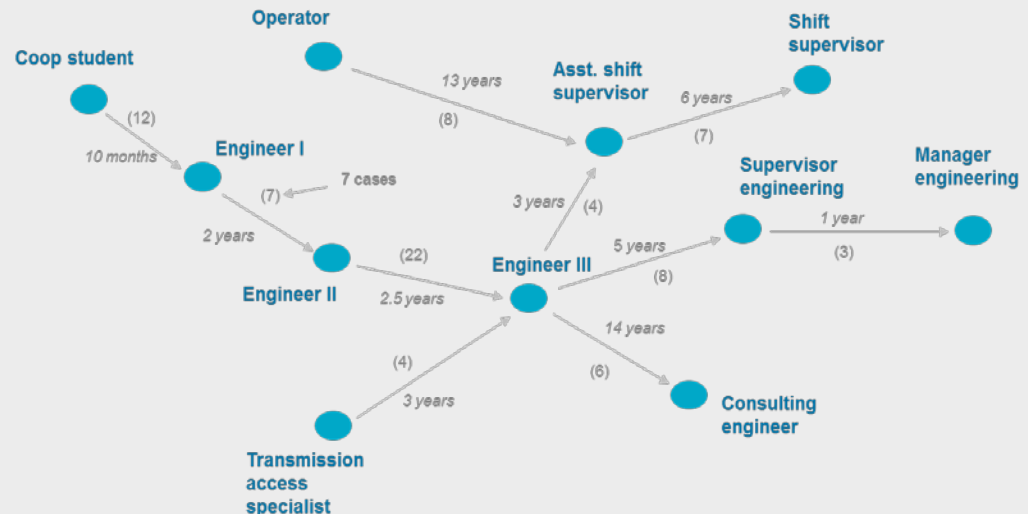 Operator
Shift
supervisor
Coop student
13 years
Asst. shift
supervisor
6 years
(12)
(8)
(7)
10 months
Engineer I
Supervisor
engineering
Manager
engineering
(7)
7 cases
3 years
(4)
2 years
(22)
5 years
1 year
Engineer III
(8)
(3)
Engineer II
2.5 years
14 years
(4)
(6)
3 years
Consulting
engineer
Transmission
access
specialist